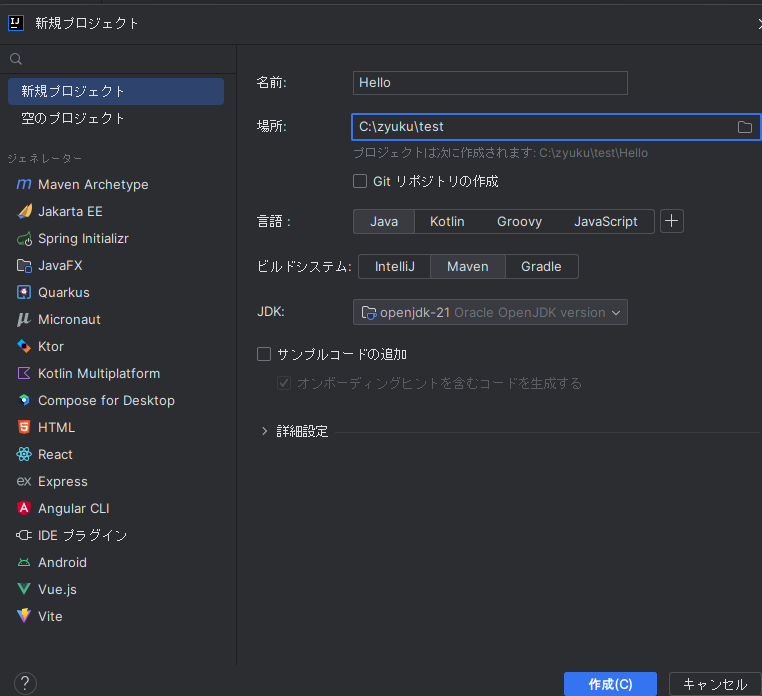 新規プロジェクト
新規プロジェクト
空のプロジェクト
ジェネレーター
Maven Archetype
Jakarta EE
Spring Initializr
JavaFX
Quarkus
Micronaut
Ktor
Kotlin Multiplatform
Compose for Desktop
HTML
React
Express
Angular CLI
IDE プラグイン
Android
Vue.js
Vite
名前: Hello
場所: C:\zyuku\test
プロジェクトは次に作成されます: C:\zyuku\test\Hello
Git リポジトリの作成
言語 : Java Kotlin Groovy JavaScript +
ビルドシステム: IntelliJ Maven Gradle
JDK: openjdk-21 Oracle OpenJDK version
サンプルコードの追加
オンボーディングヒントを含むコードを生成する
詳細設定
? 作成(C) キャンセル